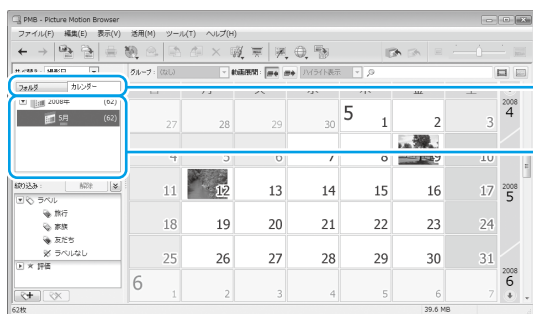 PMB - Picture Motion Browser
ファイル(F) 編集(E) 表示(V) 活用(M) ツール(T) ヘルプ(H)
グループ: (なし) 動画展開: ハイライト表示
フォルダ カレンダー
2008年 (62)
5月 (62)
27 28 29 30 5 1 2 3
2008 4
4 5 6 7 8 9 10
11 12 13 14 15 16 17
2008 5
18 19 20 21 22 23 24
25 26 27 28 29 30 31
6 1 2 3 4 5 6 7
2008 6
絞り込み: 解除
ラベル
旅行
家族
友だち
ラベルなし
評価
62枚 39.6 MB